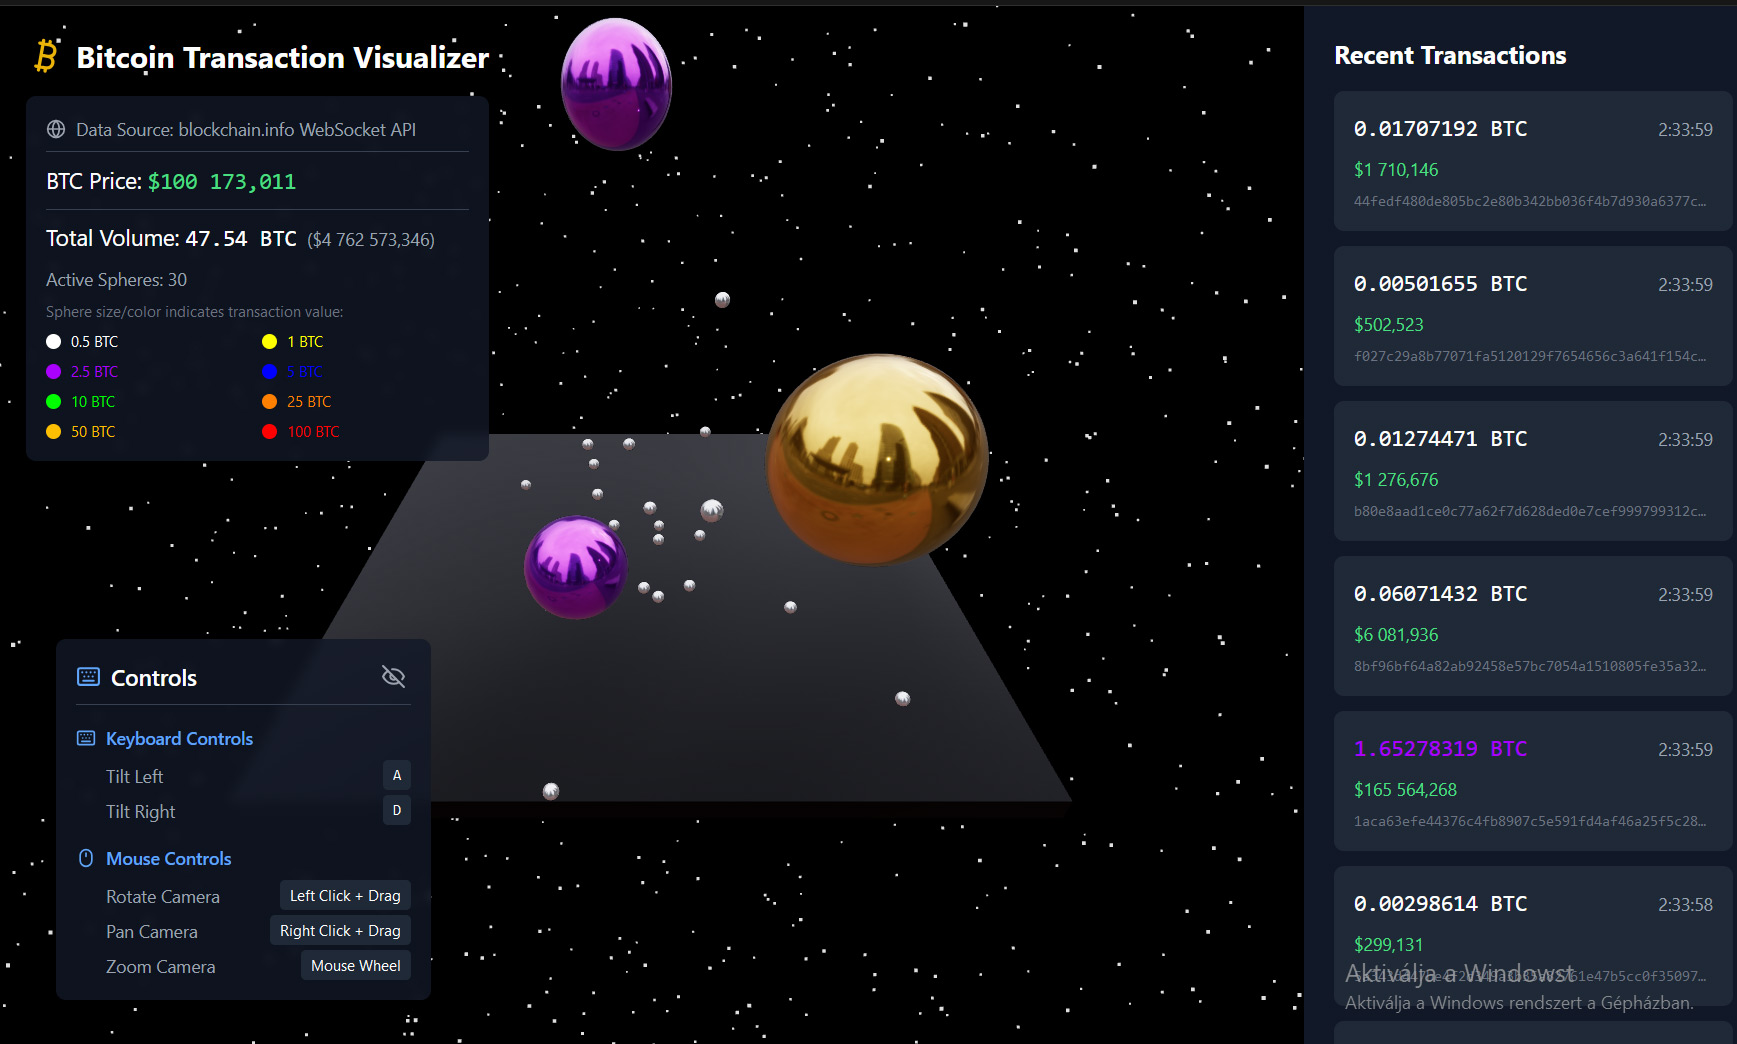 Bitcoin Transaction Visualizer
Data Source: blockchain.info WebSocket API
BTC Price: $100 173,011
Total Volume: 47.54 BTC ($4 762 573,346)
Active Spheres: 30
Sphere size/color indicates transaction value:
0.5 BTC
1 BTC
2.5 BTC
5 BTC
10 BTC
25 BTC
50 BTC
100 BTC
Controls
Keyboard Controls
Tilt Left A
Tilt Right D
Mouse Controls
Rotate Camera Left Click + Drag
Pan Camera Right Click + Drag
Zoom Camera Mouse Wheel
Recent Transactions
0.01707192 BTC 2:33:59
$1 710,146
44fedf480de805bc2e80b342bb036f4b7d930a6377c…
0.00501655 BTC 2:33:59
$502,523
f027c29a8b77071fa5120129f7654656c3a641f154c…
0.01274471 BTC 2:33:59
$1 276,676
b80e8aad1ce0c77a62f7d628ded0e7cef999799312c…
0.06071432 BTC 2:33:59
$6 081,936
8bf96bf64a82ab92458e57bc7054a1510805fe35a32…
1.65278319 BTC 2:33:59
$165 564,268
1aca63efe44376c4fb8907c5e591fd4af46a25f5c28…
0.00298614 BTC 2:33:58
$299,131
Aktiválja a Windowst
Aktiválja a Windows rendszert a Gépházban.